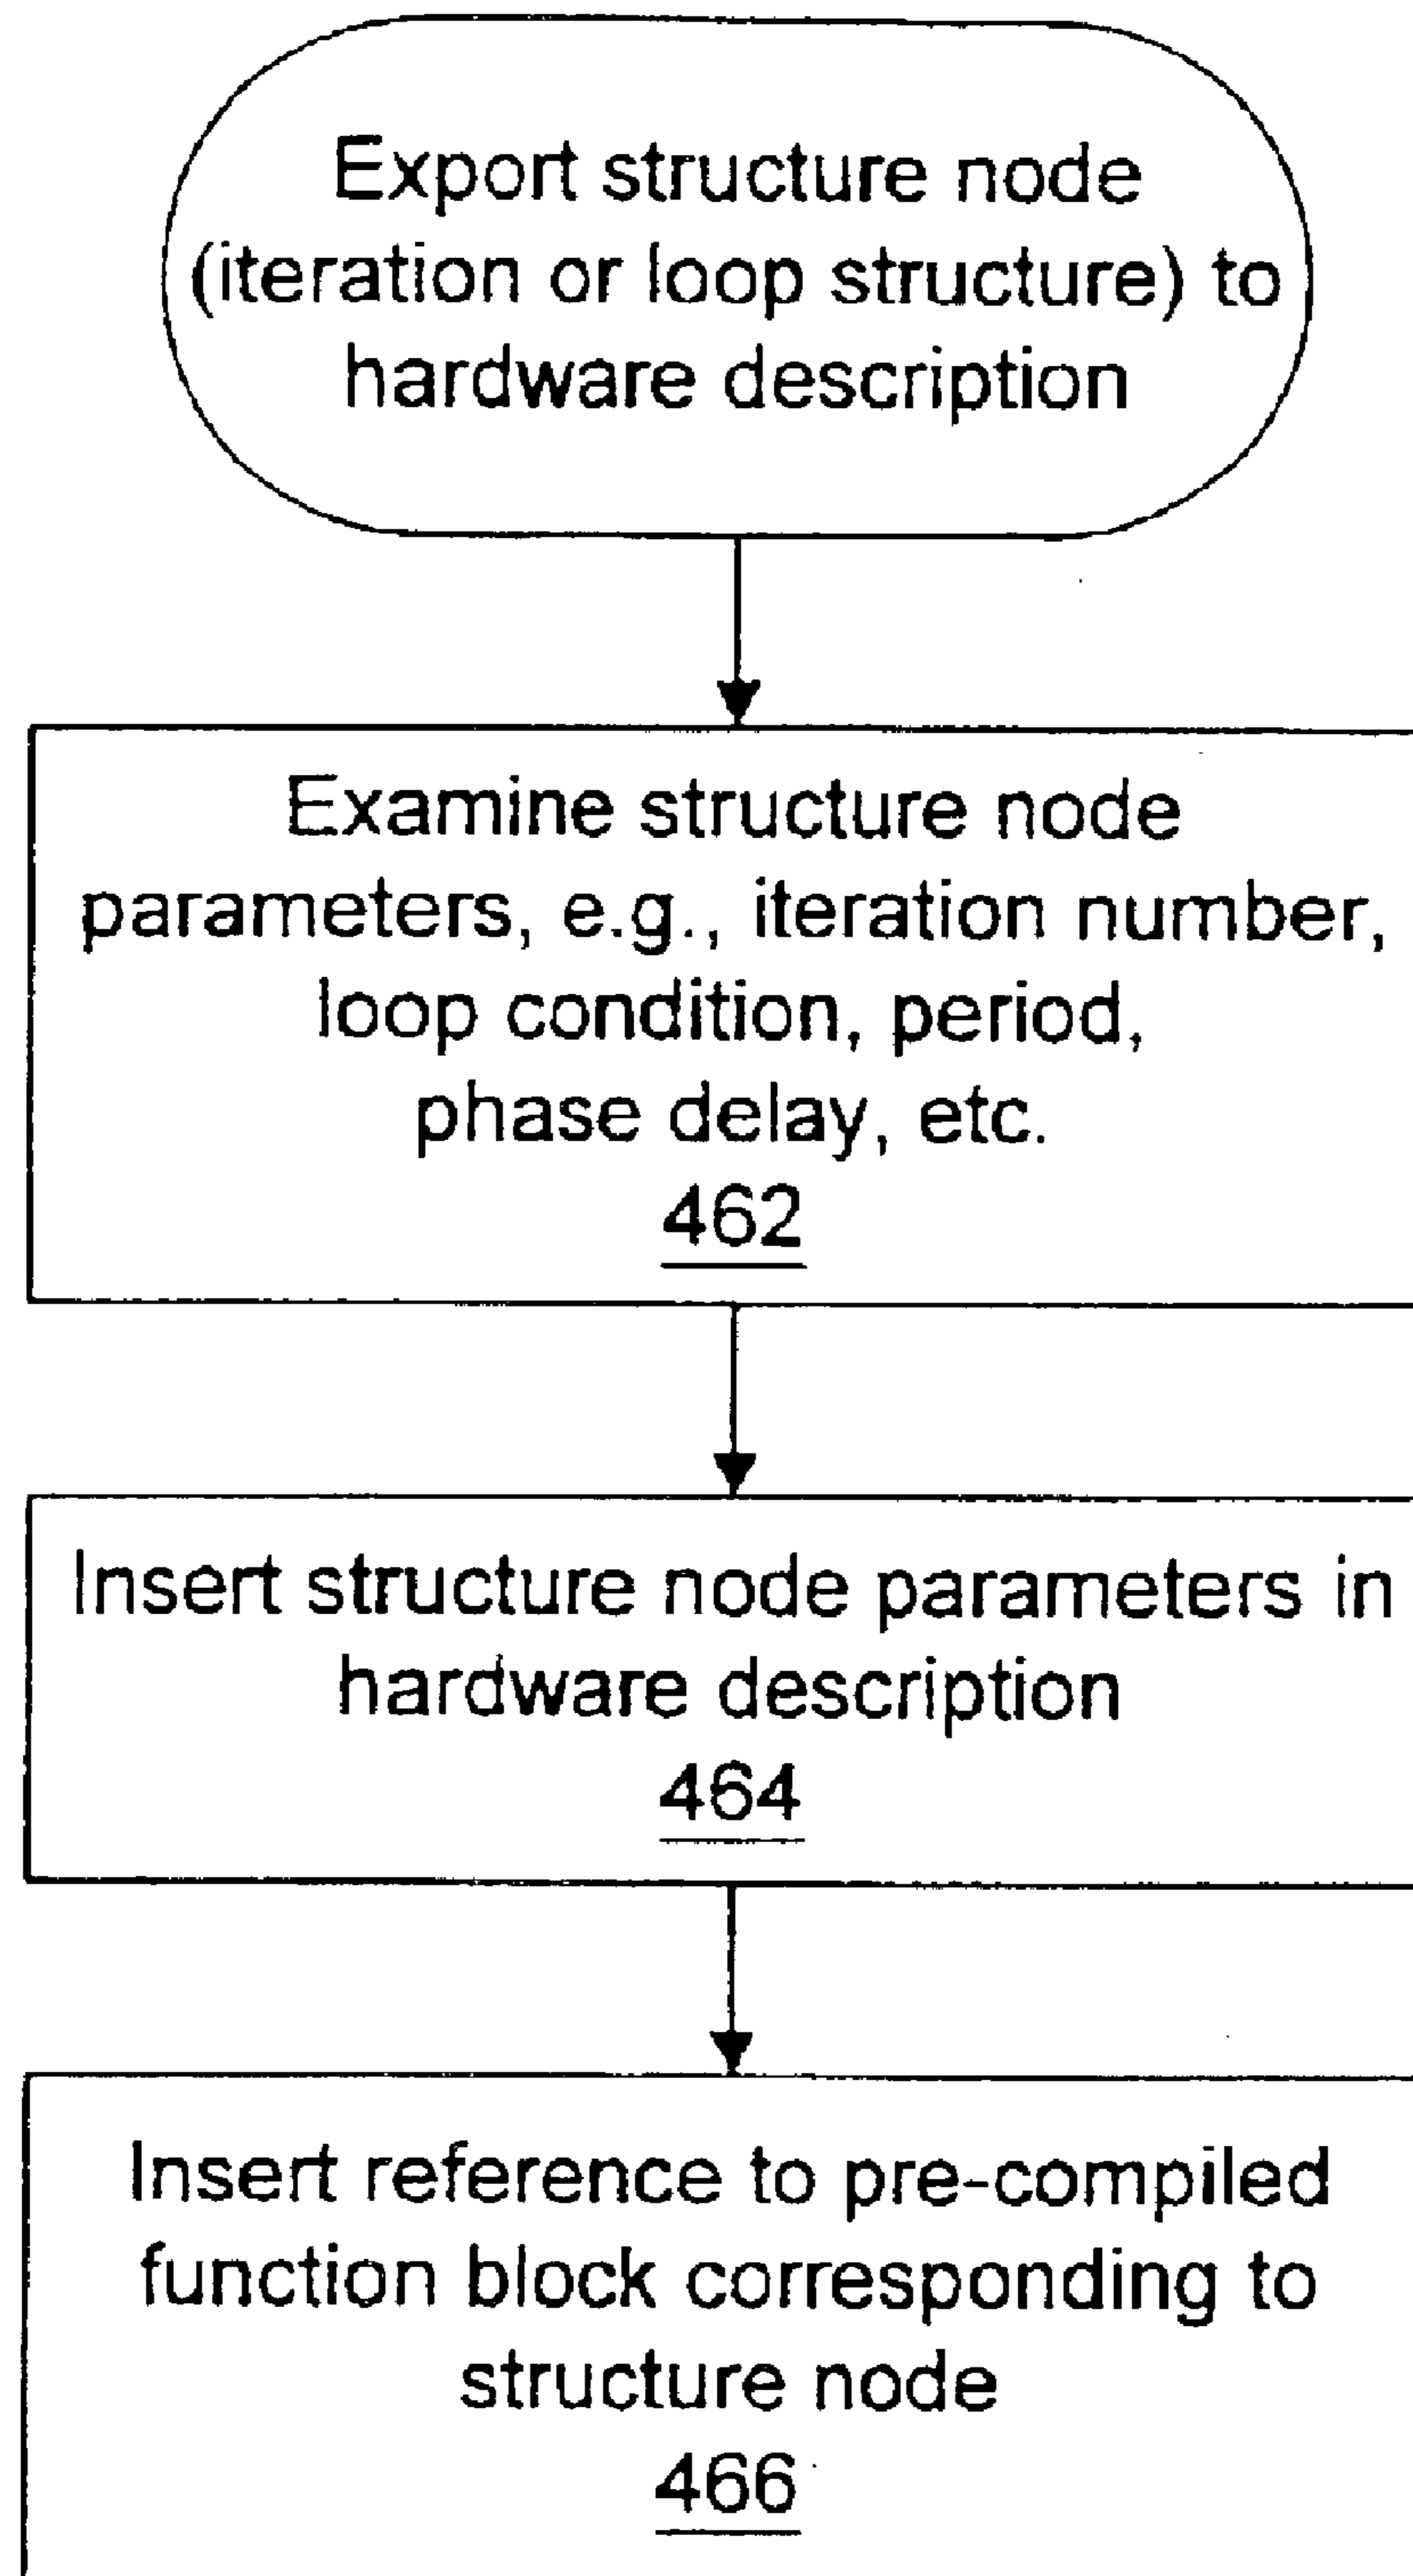 Export structure node
(iteration or loop structure) to
hardware description
Examine structure node
parameters, e.g., iteration number,
loop condition, period,
phase delay, etc.
462
Insert structure node parameters in
hardware description
464
Insert reference to pre-compiled
function block corresponding to
structure node
466